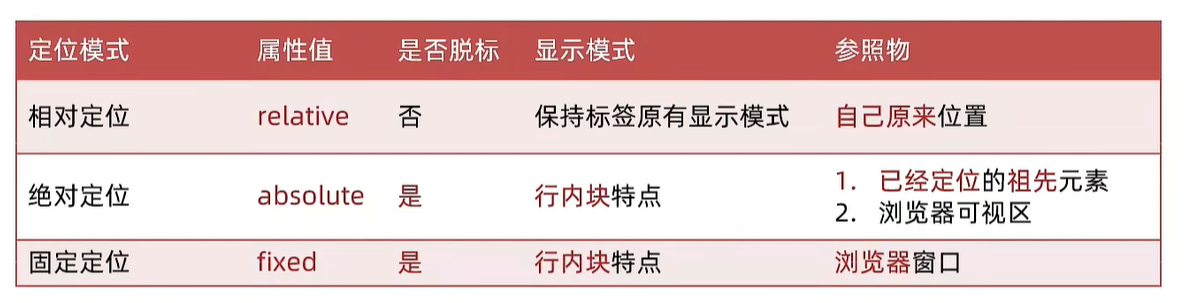 定位模式 属性值 是否脱标 显示模式 参照物
相对定位 relative 否 保持标签原有显示模式 自己原来位置
绝对定位 absolute 是 行内块特点 1. 已经定位的祖先元素
2. 浏览器可视区
固定定位 fixed 是 行内块特点 浏览器窗口